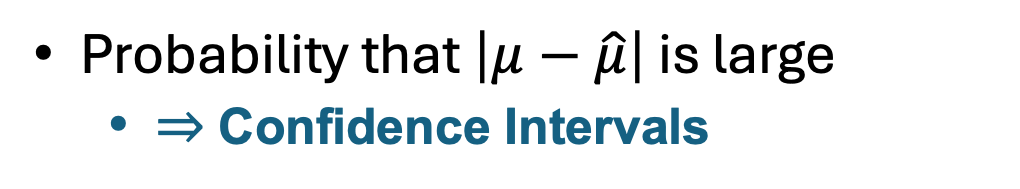 • Probability that |μ − μ̂| is large
• ⇒ Confidence Intervals